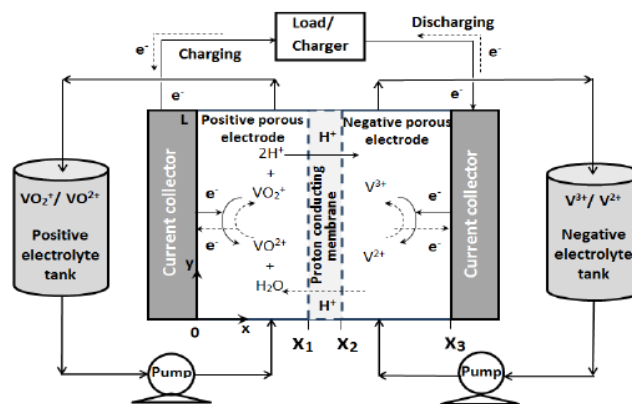 Load/
Charger
Discharging
Charging
e⁻
e⁻
e⁻
e⁻
L
Positive porous
electrode
Negative porous
electrode
H⁺
2H⁺
+
VO₂⁺
VO²⁺
+
H₂O
e⁻
e⁻
V³⁺
V²⁺
e⁻
e⁻
H⁺
Current collector
Proton conducting
membrane
Current collector
VO₂⁺/ VO²⁺
Positive
electrolyte
tank
V³⁺/ V²⁺
Negative
electrolyte
tank
y
x
0
X₁
X₂
X₃
Pump
Pump